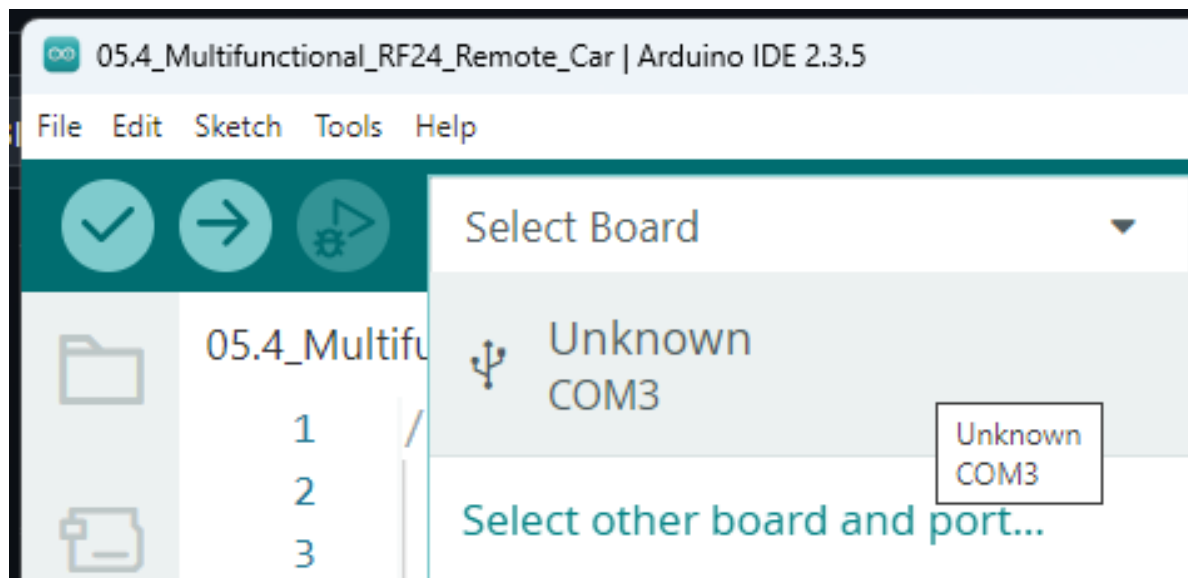 05.4_Multifunctional_RF24_Remote_Car | Arduino IDE 2.3.5
File Edit Sketch Tools Help
Select Board
05.4_Multifu
Unknown
COM3
Unknown
COM3
Select other board and port...
1 /
2
3